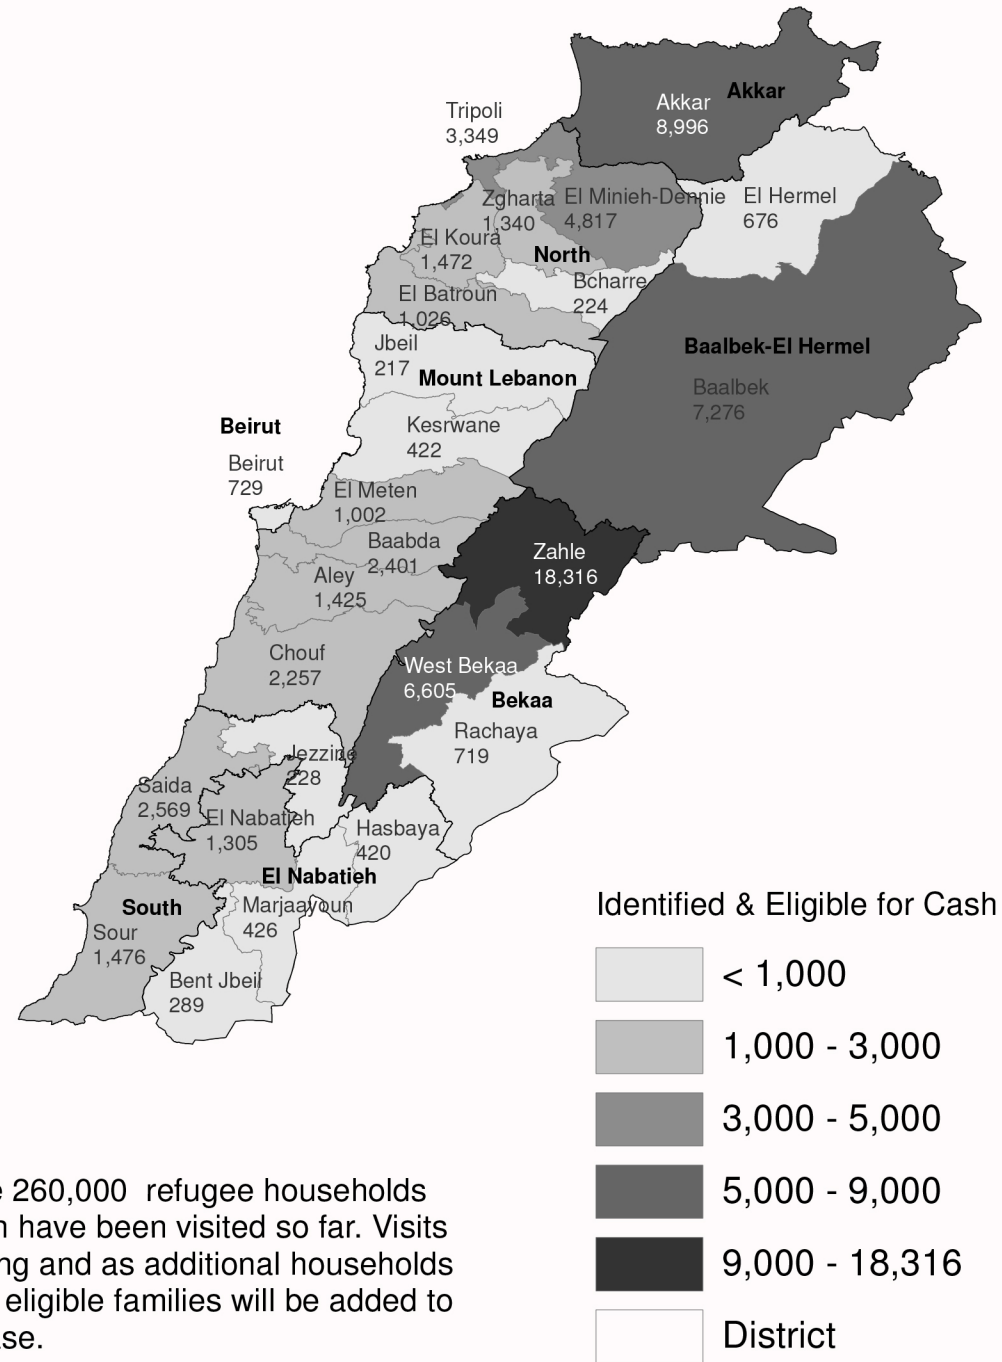 Tripoli
3,349
Akkar
8,996
Akkar
Zgharta
1,340
El Minieh-Dennie
4,817
El Hermel
676
El Koura
1,472
North
Bcharre
224
El Batroun
1,026
Jbeil
217
Mount Lebanon
Baalbek-El Hermel
Baalbek
7,276
Kesrwane
422
Beirut
Beirut
729
El Meten
1,002
Baabda
2,401
Zahle
18,316
Aley
1,425
Chouf
2,257
West Bekaa
6,605
Bekaa
Rachaya
719
Jezzine
228
Saida
2,569
El Nabatieh
1,305
Hasbaya
420
El Nabatieh
South
Sour
1,476
Marjaayoun
426
Bent Jbeil
289
Identified & Eligible for Cash
< 1,000
1,000 - 3,000
3,000 - 5,000
5,000 - 9,000
9,000 - 18,316
District
260,000 refugee households
have been visited so far. Visits
and as additional households
eligible families will be added to